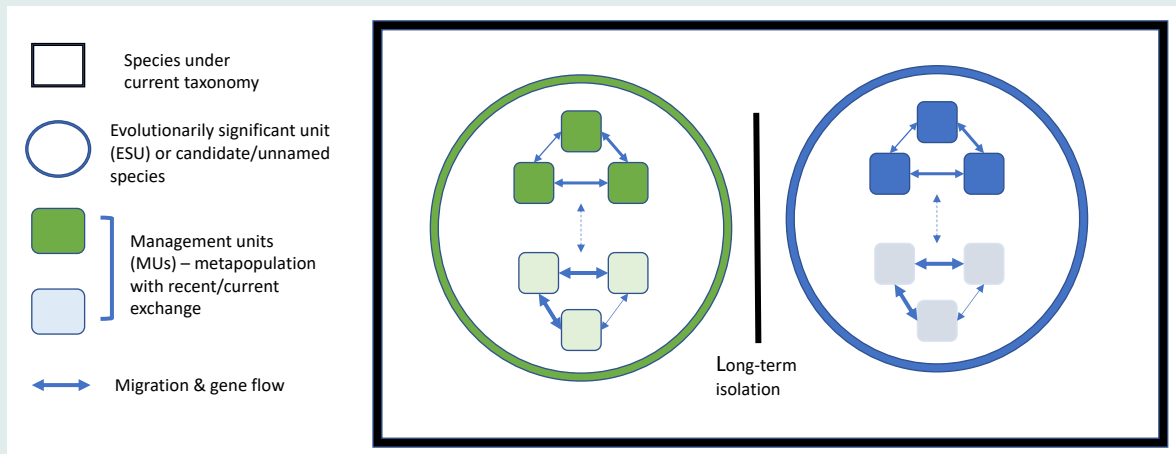 Species under
current taxonomy
Evolutionarily significant unit
(ESU) or candidate/unnamed
species
Management units
(MUs) – metapopulation
with recent/current
exchange
Migration & gene flow
Long-term
isolation